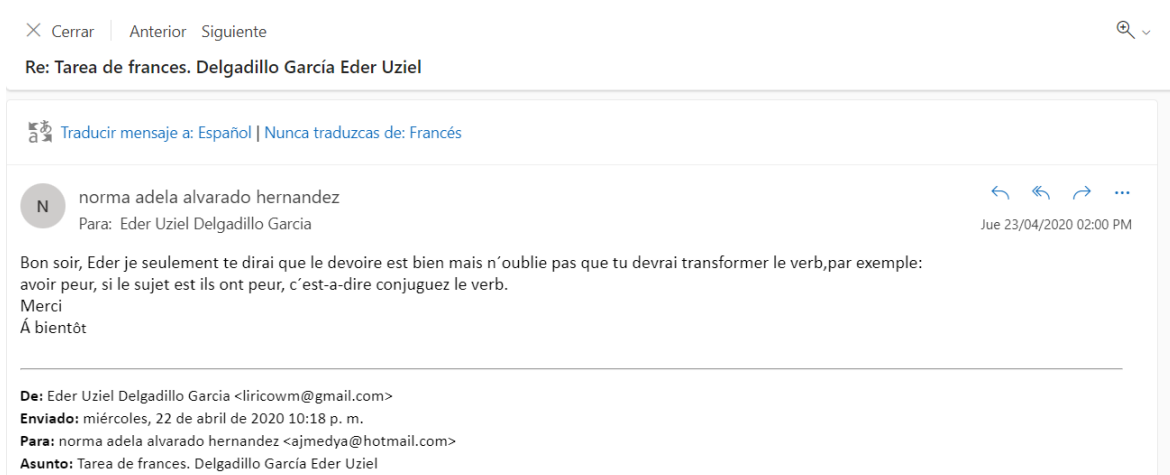 Cerrar Anterior Siguiente
Re: Tarea de frances. Delgadillo García Eder Uziel
Traducir mensaje a: Español | Nunca traduzcas de: Francés
N
norma adela alvarado hernandez
Para: Eder Uziel Delgadillo Garcia
Jue 23/04/2020 02:00 PM
Bon soir, Eder je seulement te dirai que le devoire est bien mais n´oublie pas que tu devrai transformer le verb,par exemple:
avoir peur, si le sujet est ils ont peur, c´est-a-dire conjuguez le verb.
Merci
Á bientôt
De: Eder Uziel Delgadillo Garcia <liricowm@gmail.com>
Enviado: miércoles, 22 de abril de 2020 10:18 p. m.
Para: norma adela alvarado hernandez <ajmedya@hotmail.com>
Asunto: Tarea de frances. Delgadillo García Eder Uziel